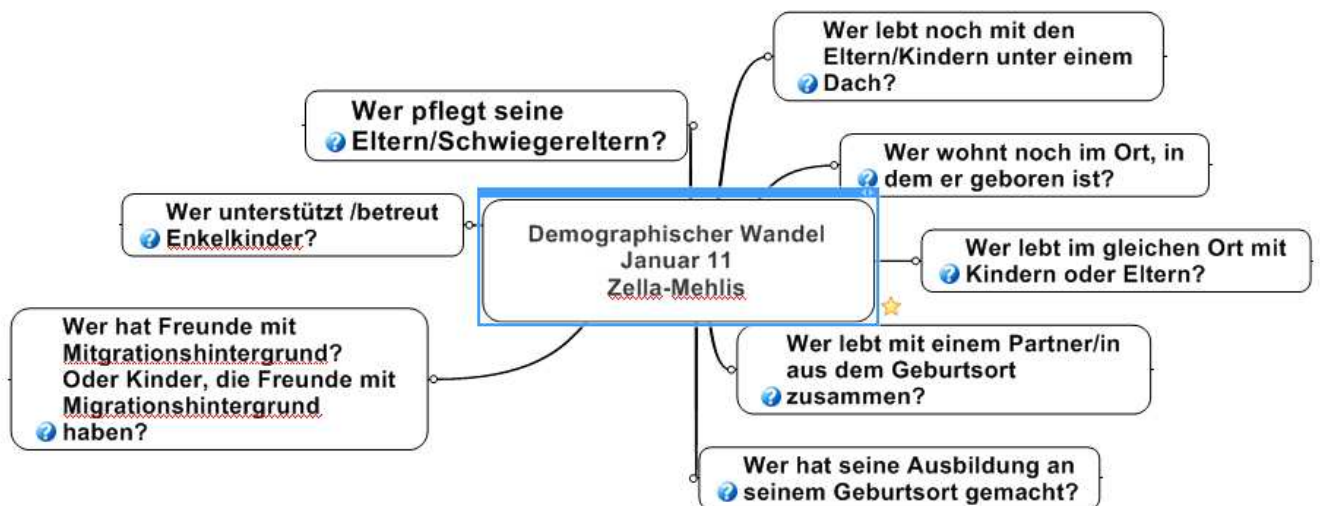 Wer lebt noch mit den
Eltern/Kindern unter einem
Dach?
Wer pflegt seine
Eltern/Schwiegereltern?
Wer wohnt noch im Ort, in
dem er geboren ist?
Wer unterstützt /betreut
Enkelkinder?
Demographischer Wandel
Januar 11
Zella-Mehlis
Wer lebt im gleichen Ort mit
Kindern oder Eltern?
Wer hat Freunde mit
Mitgrationshintergrund?
Oder Kinder, die Freunde mit
Migrationshintergrund
haben?
Wer lebt mit einem Partner/in
aus dem Geburtsort
zusammen?
Wer hat seine Ausbildung an
seinem Geburtsort gemacht?